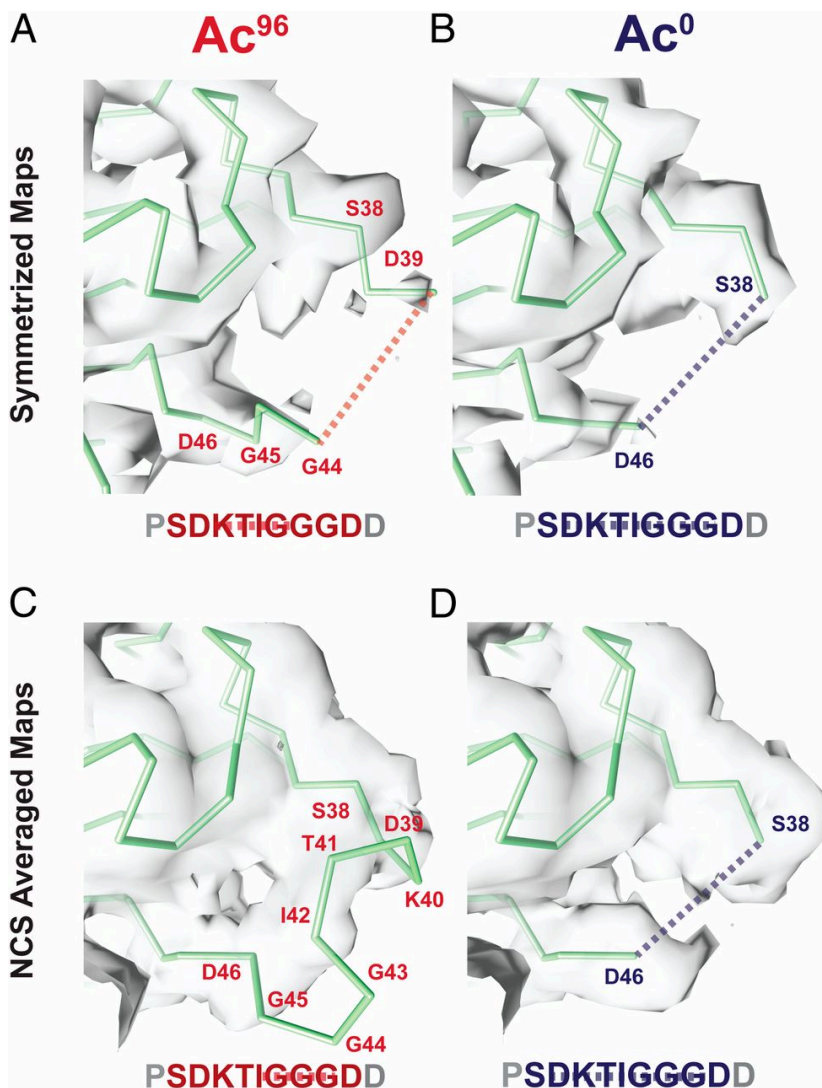 A Ac⁹⁶ B Ac⁰
Symmetrized Maps
S38
D39
D46 G45 G44
S38
D46
PSDKTIGGGDD PSDKTIGGGDD
C D
NCS Averaged Maps
S38 D39
T41
K40
I42
D46 G43
G45
G44
S38
D46
PSDKTIGGGDD PSDKTIGGGDD